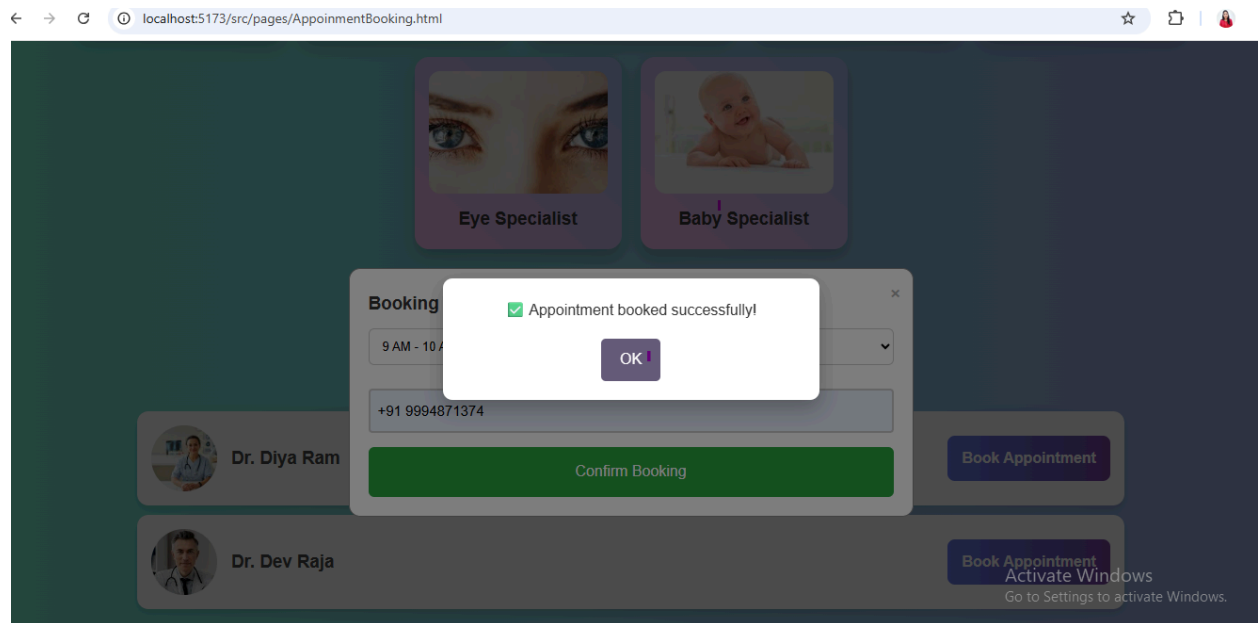 localhost:5173/src/pages/AppoinmentBooking.html
Eye Specialist
Baby Specialist
Booking
×
✅ Appointment booked successfully!
9 AM - 10 A
OK
+91 9994871374
Confirm Booking
Dr. Diya Ram
Book Appointment
Dr. Dev Raja
Book Appointment
Activate Windows
Go to Settings to activate Windows.